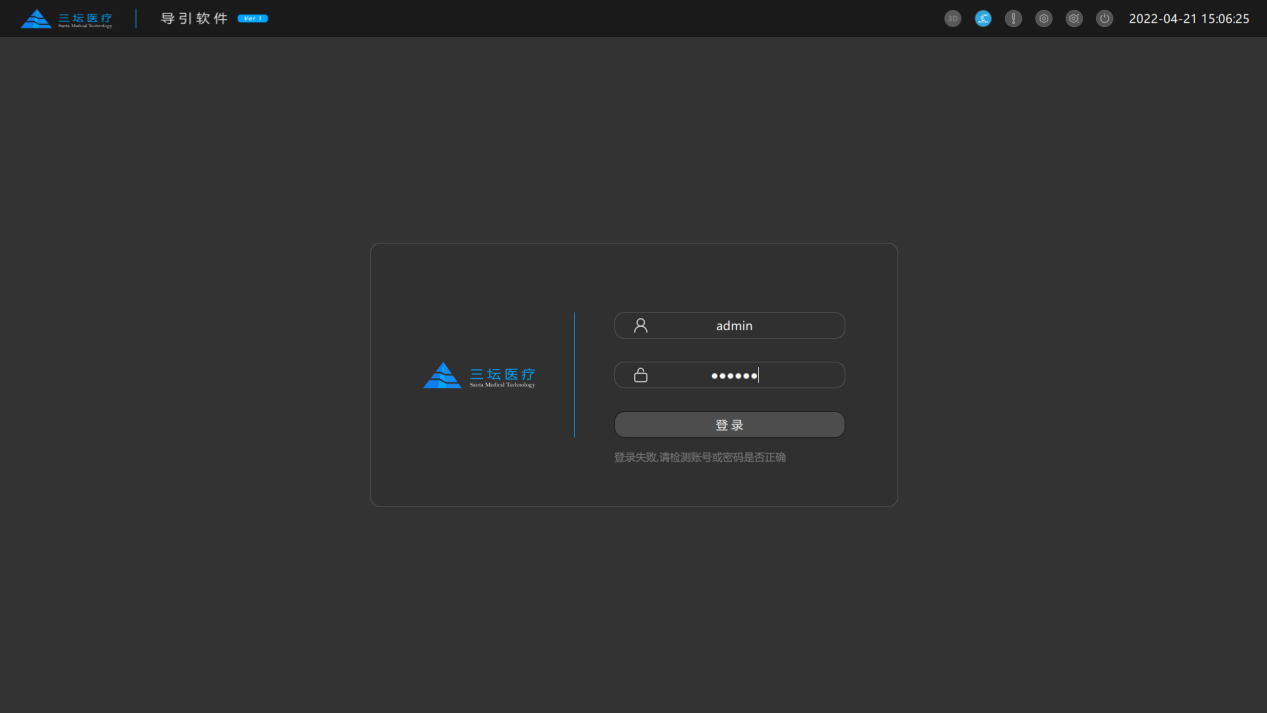 三坛医疗
Santa Medical Technology
导引软件 Ver 1
3D
2022-04-21 15:06:25
admin
三坛医疗
Santa Medical Technology
••••••
登录
登录失败,请检测账号或密码是否正确